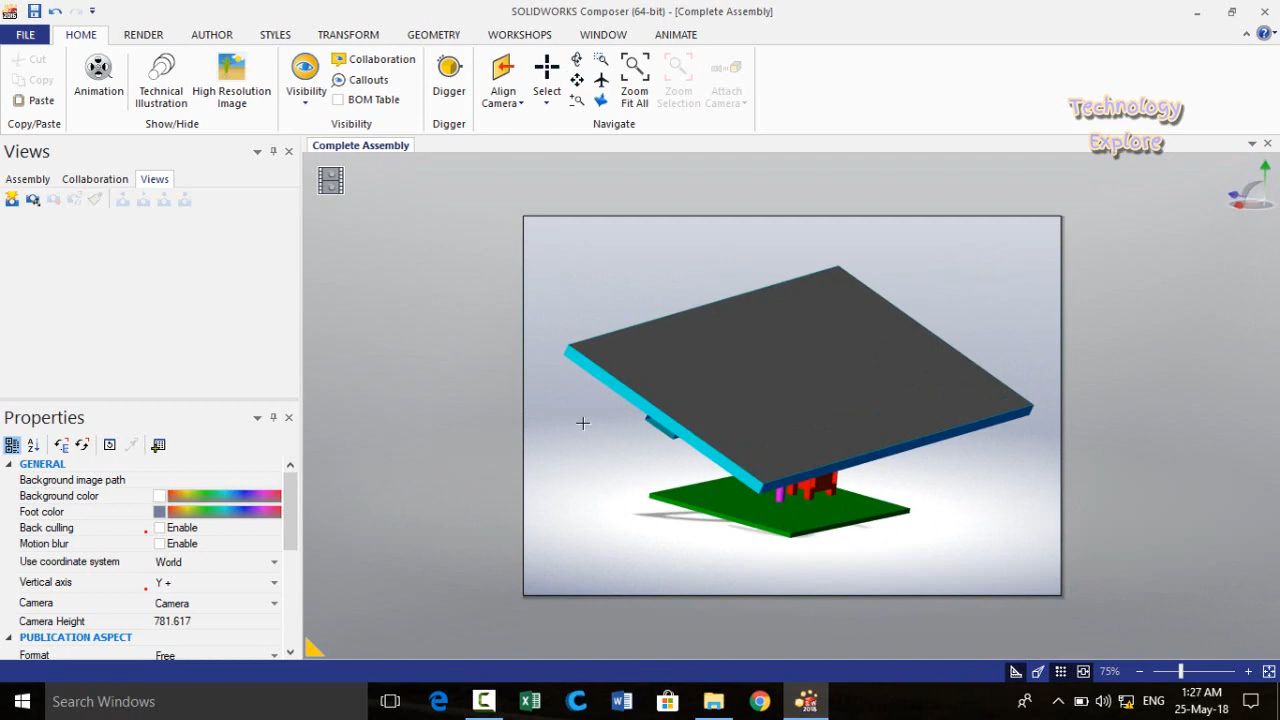 SOLIDWORKS Composer (64-bit) - [Complete Assembly]
FILE HOME RENDER AUTHOR STYLES TRANSFORM GEOMETRY WORKSHOPS WINDOW ANIMATE
Cut
Copy
Paste
Copy/Paste
Animation
Technical Illustration
High Resolution Image
Show/Hide
Visibility
Collaboration
Callouts
BOM Table
Visibility
Digger
Digger
Align Camera
Select
Zoom Fit All
Zoom Selection
Attach Camera
Navigate
Technology
Explore
Views
Complete Assembly
Assembly Collaboration Views
Properties
GENERAL
Background image path
Background color
Foot color
Back culling Enable
Motion blur Enable
Use coordinate system World
Vertical axis Y +
Camera Camera
Camera Height 781.617
PUBLICATION ASPECT
Format Free
75%
Search Windows
ENG
1:27 AM
25-May-18